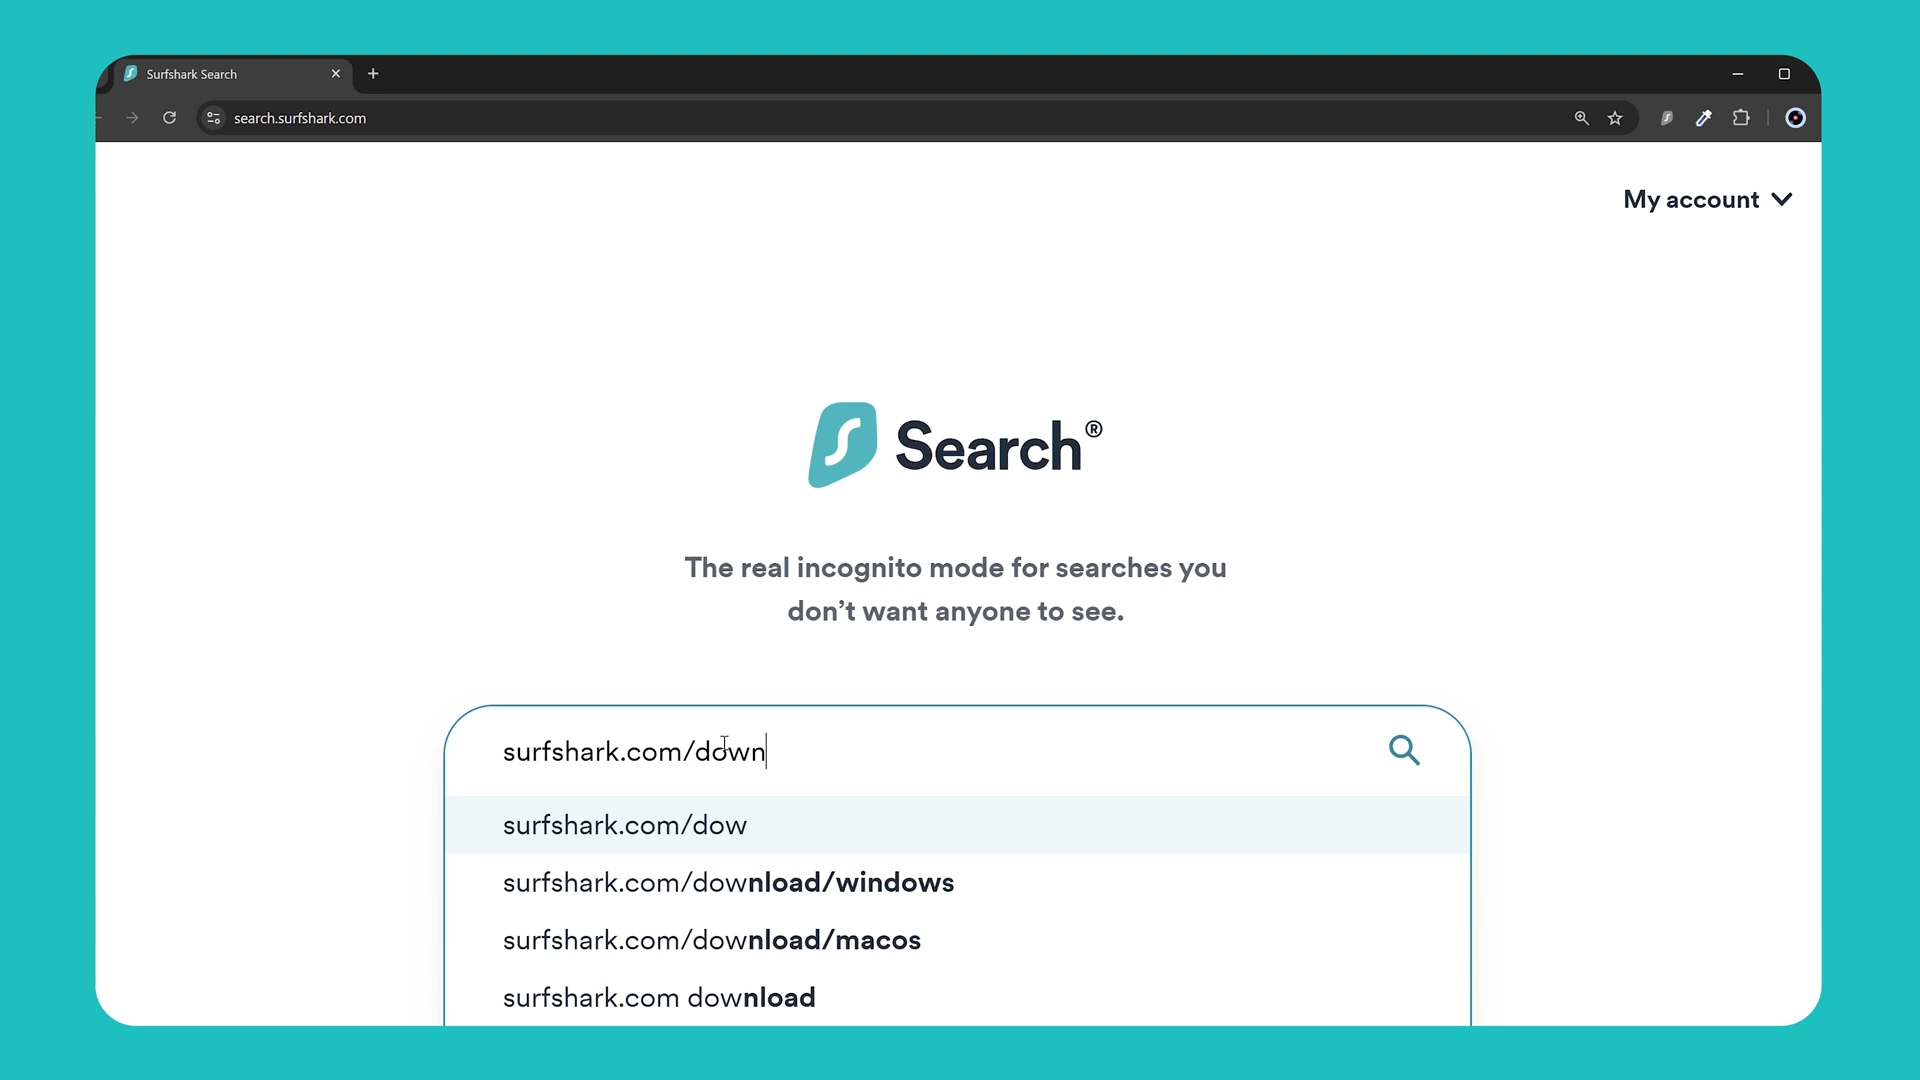 Surfshark Search
search.surfshark.com
My account
Search®
The real incognito mode for searches you
don’t want anyone to see.
surfshark.com/down
surfshark.com/dow
surfshark.com/download/windows
surfshark.com/download/macos
surfshark.com download